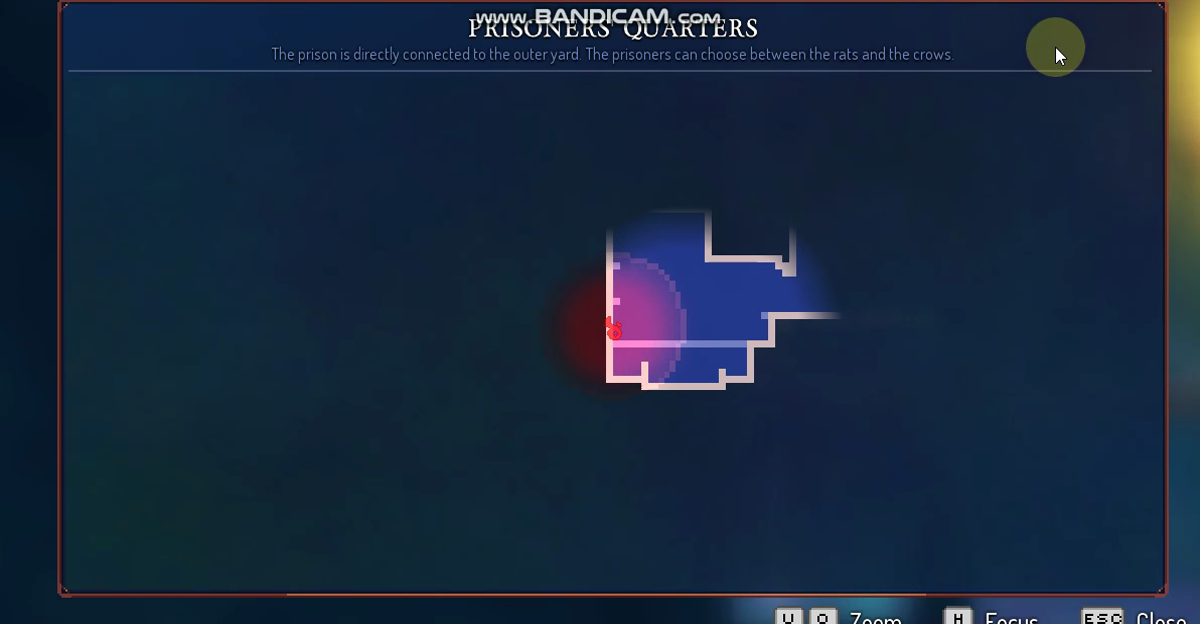 www.BANDICAM.com
PRISONERS' QUARTERS
The prison is directly connected to the outer yard. The prisoners can choose between the rats and the crows.
Zoom H Focus ESC Close